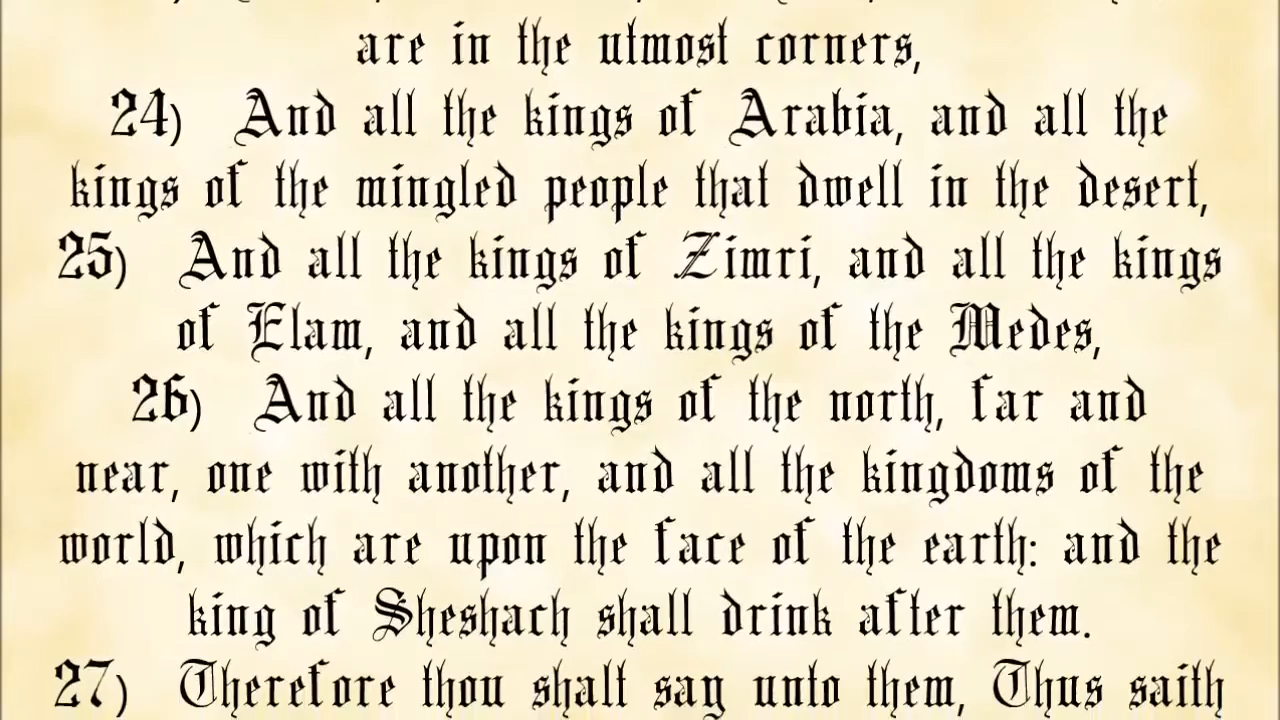 are in the utmost corners,
24) And all the kings of Arabia, and all the
kings of the mingled people that dwell in the desert,
25) And all the kings of Zimri, and all the kings
of Elam, and all the kings of the Medes,
26) And all the kings of the north, far and
near, one with another, and all the kingdoms of the
world, which are upon the face of the earth: and the
king of Sheshach shall drink after them.
27) Therefore thou shalt say unto them, Thus saith